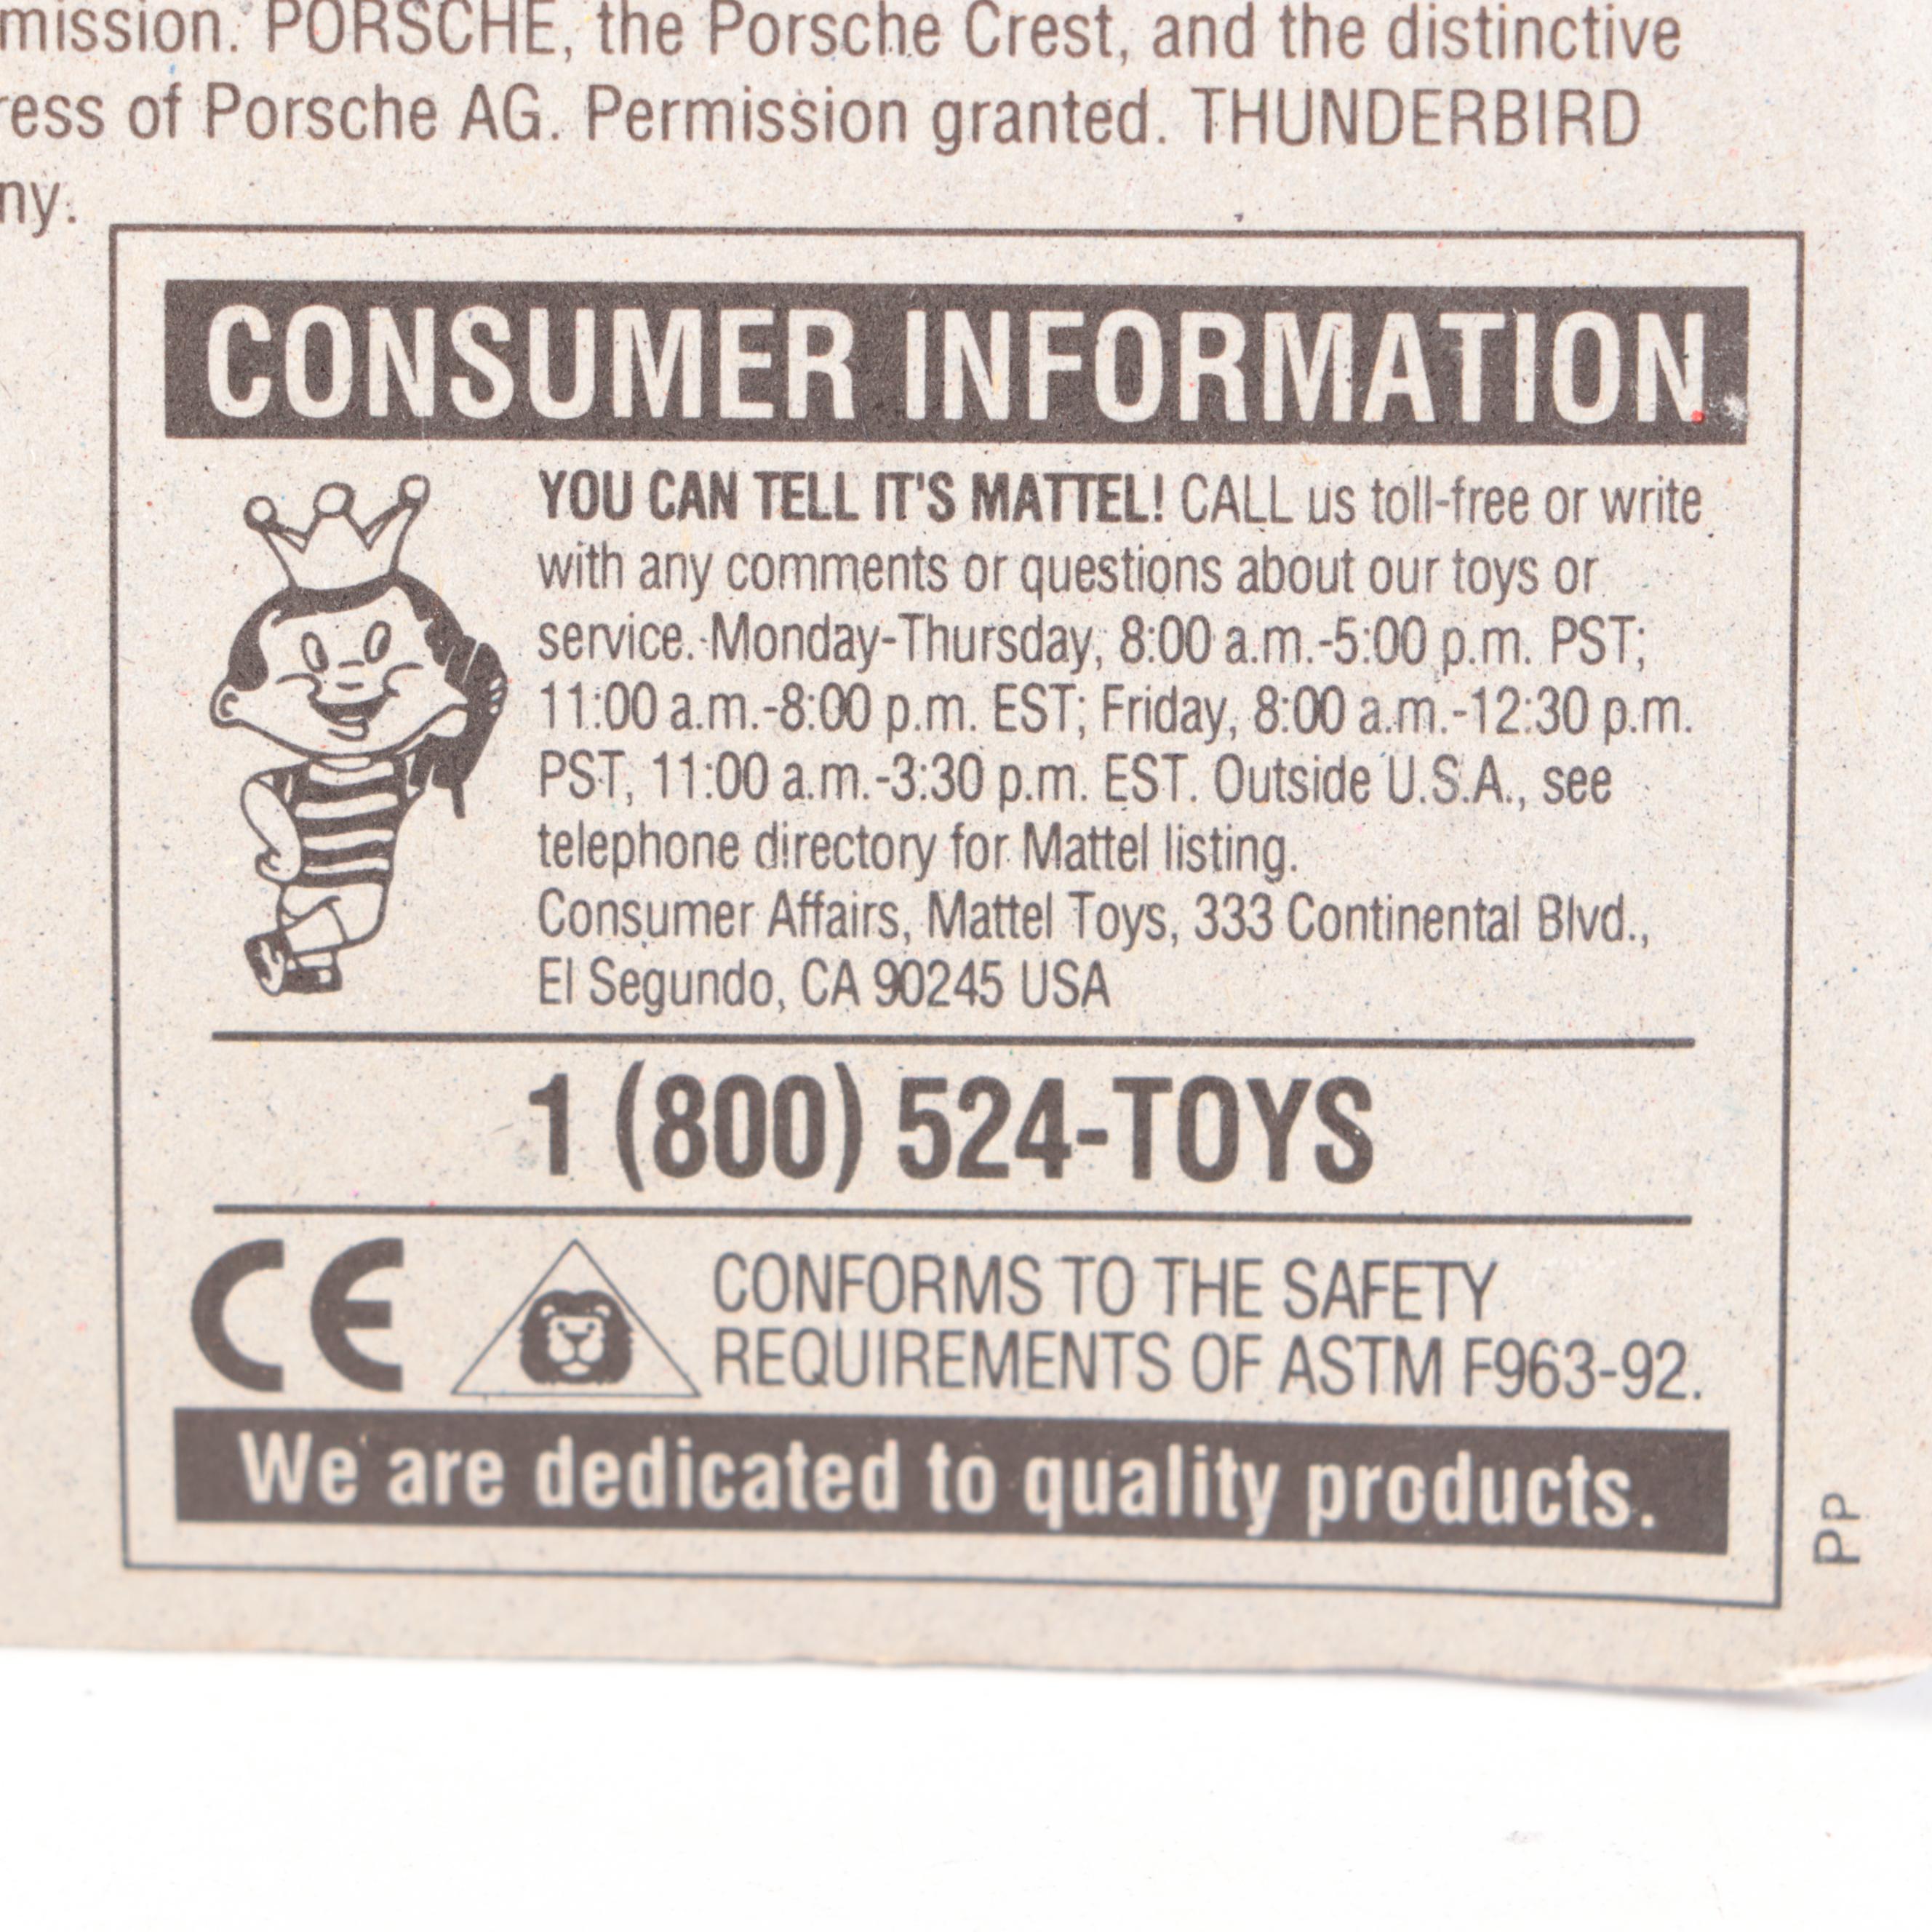 mission. PORSCHE, the Porsche Crest, and the distinctive
ress of Porsche AG. Permission granted. THUNDERBIRD
ny.
CONSUMER INFORMATION
YOU CAN TELL IT'S MATTEL! CALL us toll-free or write
with any comments or questions about our toys or
service. Monday-Thursday, 8:00 a.m.-5:00 p.m. PST;
11:00 a.m.-8:00 p.m. EST; Friday, 8:00 a.m.-12:30 p.m.
PST, 11:00 a.m.-3:30 p.m. EST. Outside U.S.A., see
telephone directory for Mattel listing.
Consumer Affairs, Mattel Toys, 333 Continental Blvd.,
El Segundo, CA 90245 USA
1 (800) 524-TOYS
CE
CONFORMS TO THE SAFETY
REQUIREMENTS OF ASTM F963-92.
We are dedicated to quality products.
PP